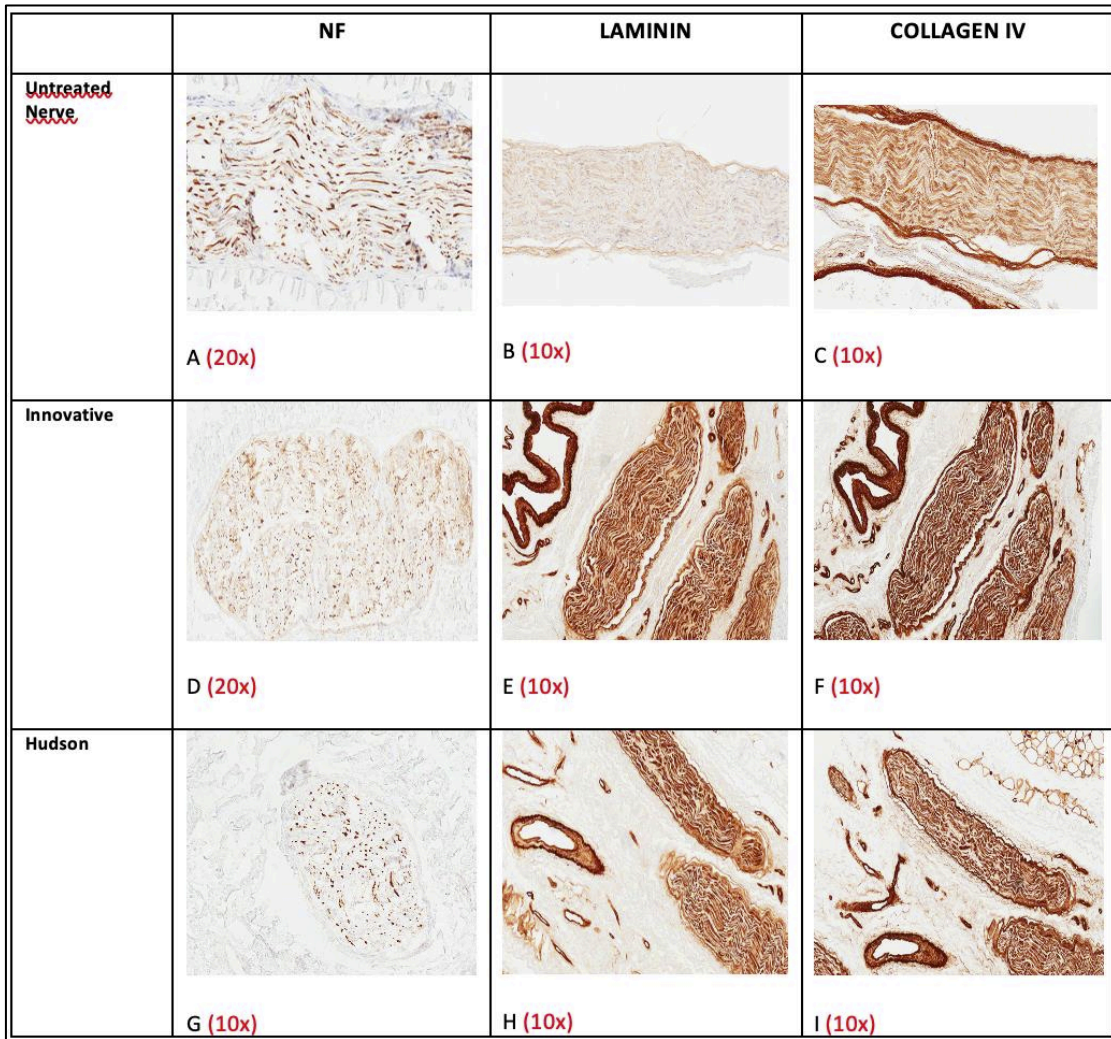 NF LAMININ COLLAGEN IV
Untreated
Nerve
A (20x) B (10x) C (10x)
Innovative
D (20x) E (10x) F (10x)
Hudson
G (10x) H (10x) I (10x)